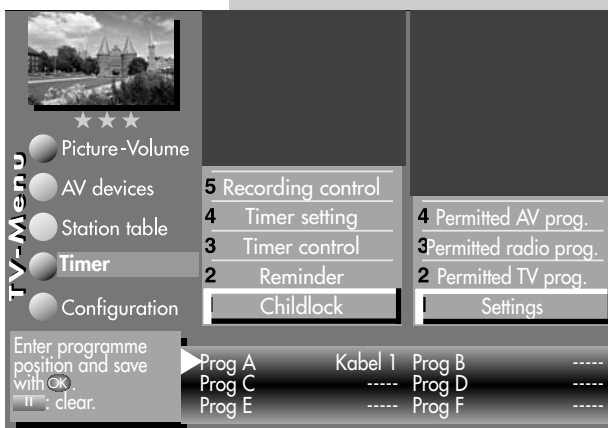 TV-Menu
Picture-Volume
AV devices
Station table
Timer
Configuration
5 Recording control
4 Timer setting
3 Timer control
2 Reminder
1 Childlock
4 Permitted AV prog.
3 Permitted radio prog.
2 Permitted TV prog.
1 Settings
Enter programme
position and save
with OK.
II : clear.
Prog A Kabel 1 Prog B -----
Prog C ----- Prog D -----
Prog E ----- Prog F -----